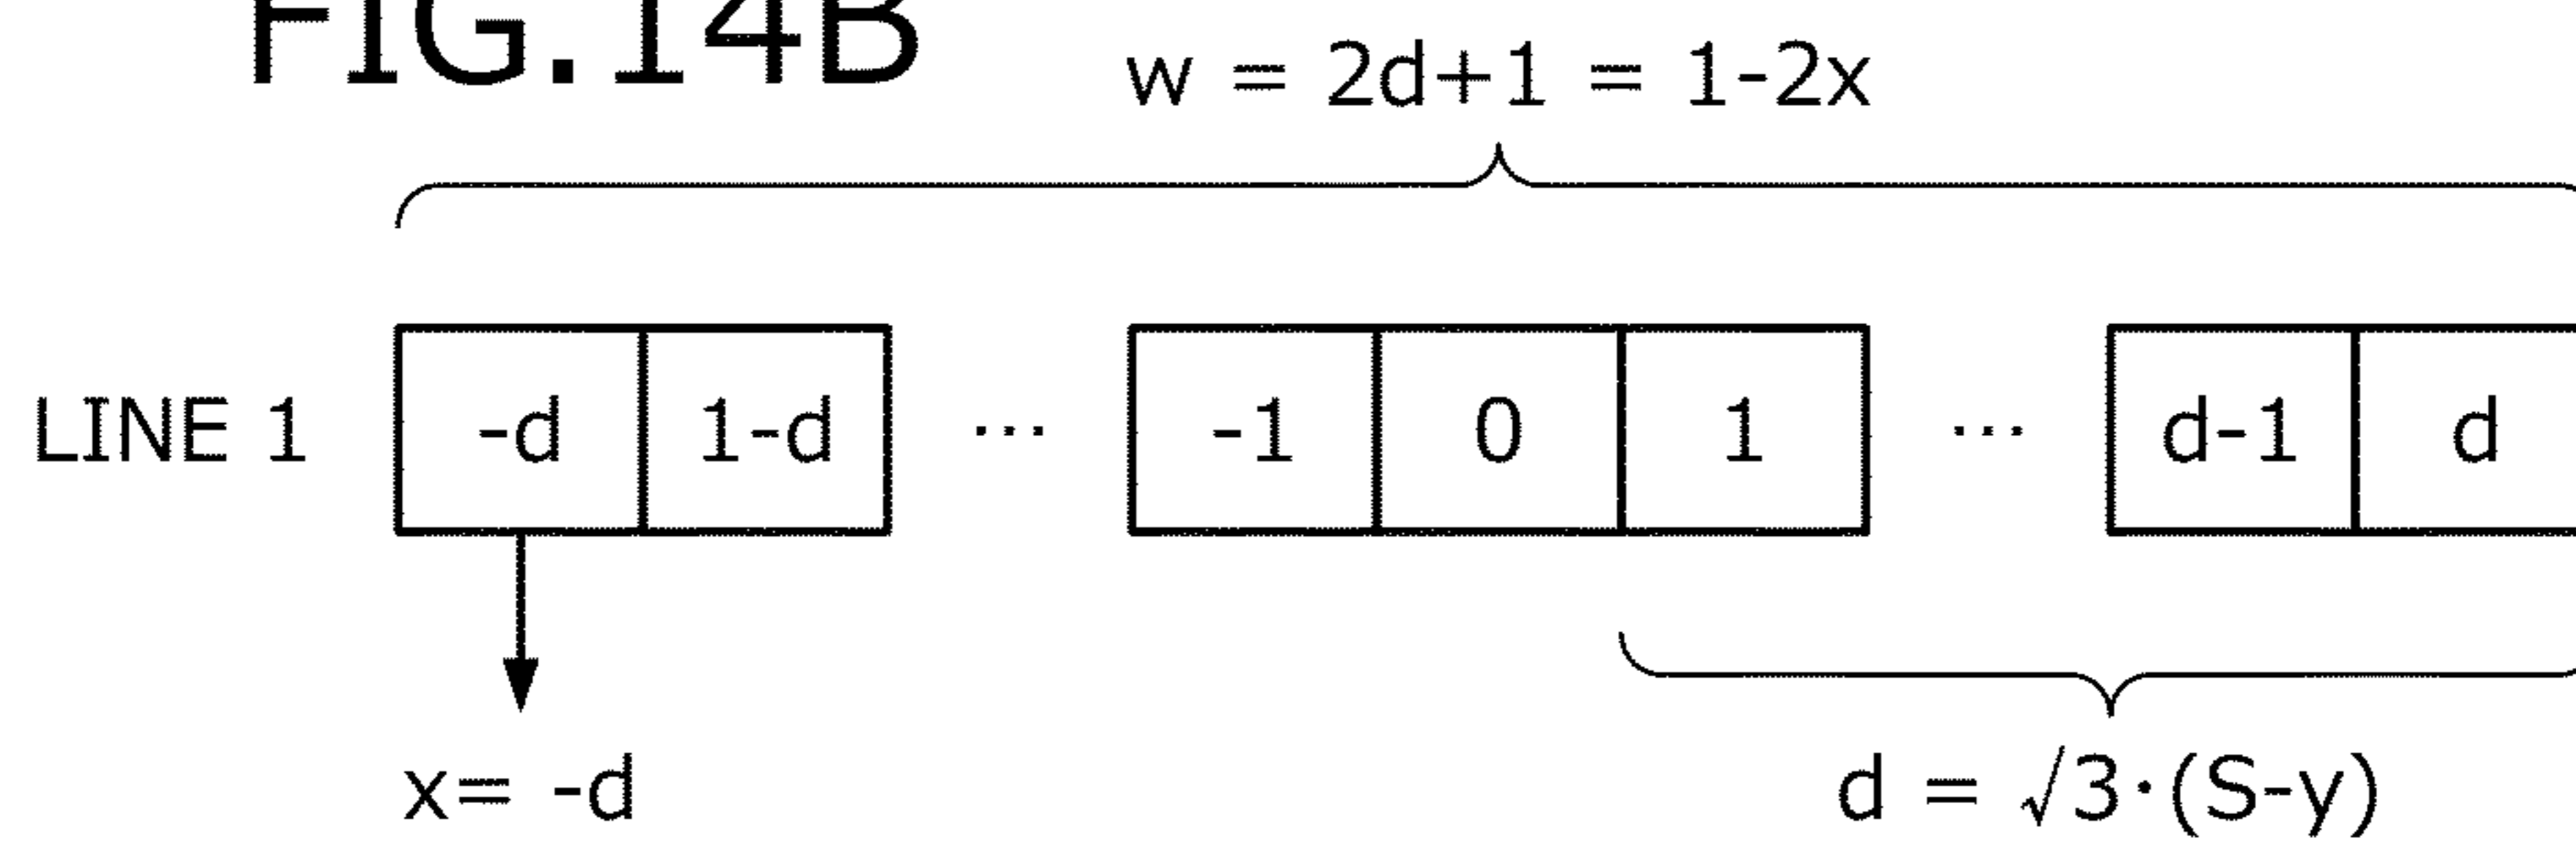 FIG.14B
w = 2d+1 = 1-2x
LINE 1 -d 1-d ... -1 0 1 ... d-1 d
x= -d
d = √3·(S-y)